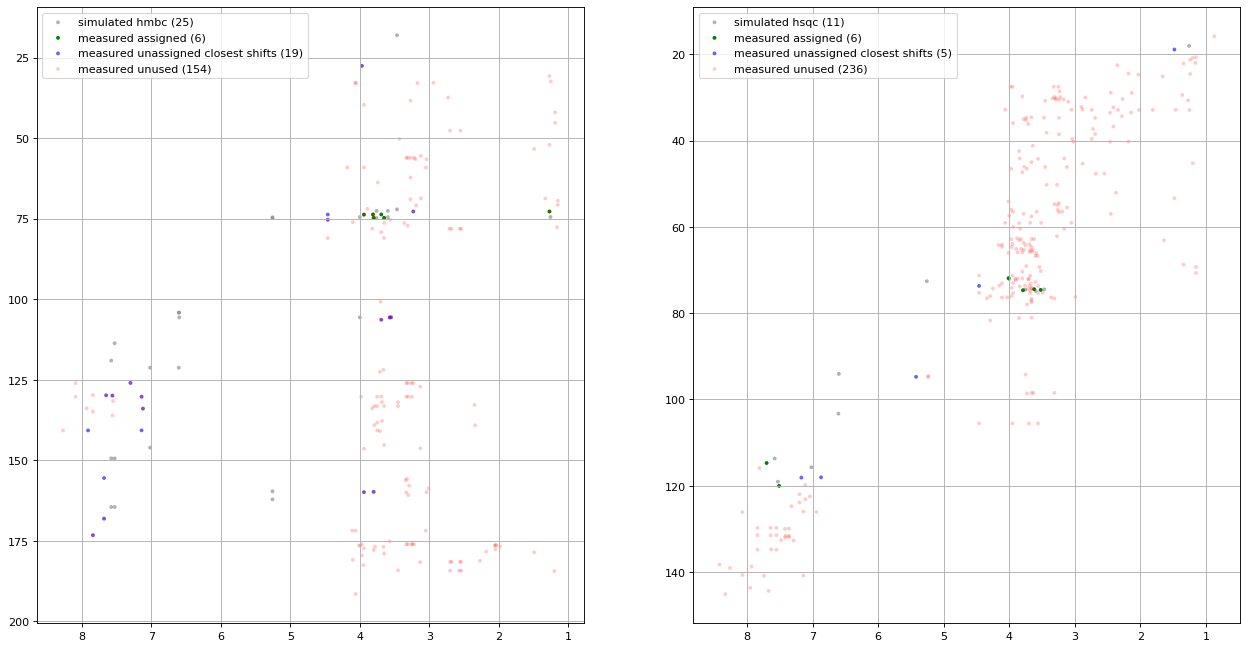 simulated hmbc (25)
measured assigned (6)
measured unassigned closest shifts (19)
measured unused (154)
25
50
75
100
125
150
175
200
8 7 6 5 4 3 2 1
simulated hsqc (11)
measured assigned (6)
measured unassigned closest shifts (5)
measured unused (236)
20
40
60
80
100
120
140
8 7 6 5 4 3 2 1